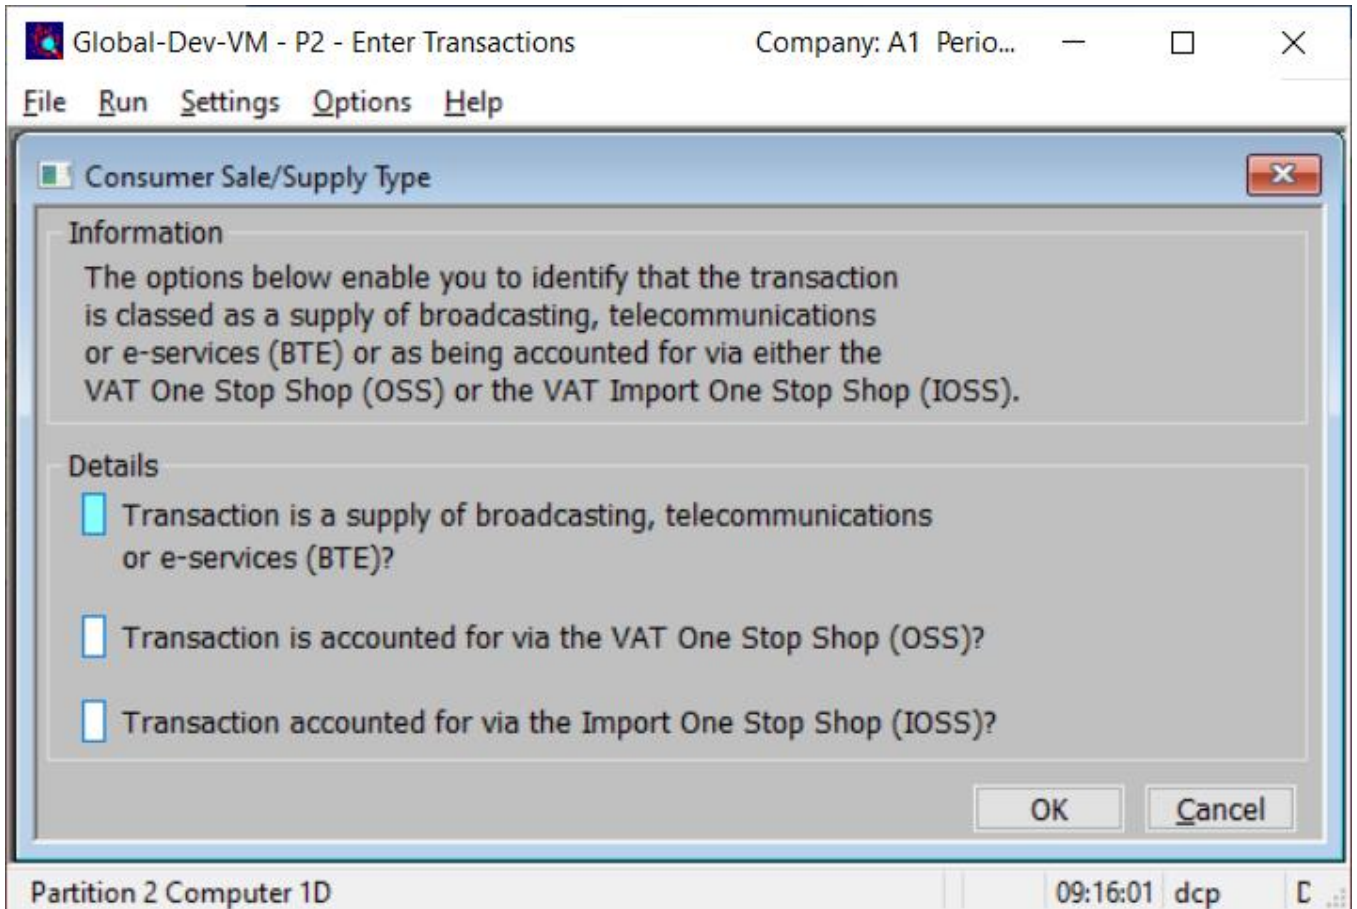 Global-Dev-VM - P2 - Enter Transactions Company: A1 Perio...
File Run Settings Options Help
Consumer Sale/Supply Type
Information
The options below enable you to identify that the transaction
is classed as a supply of broadcasting, telecommunications
or e-services (BTE) or as being accounted for via either the
VAT One Stop Shop (OSS) or the VAT Import One Stop Shop (IOSS).
Details
Transaction is a supply of broadcasting, telecommunications
or e-services (BTE)?
Transaction is accounted for via the VAT One Stop Shop (OSS)?
Transaction accounted for via the Import One Stop Shop (IOSS)?
OK Cancel
Partition 2 Computer 1D 09:16:01 dcp D